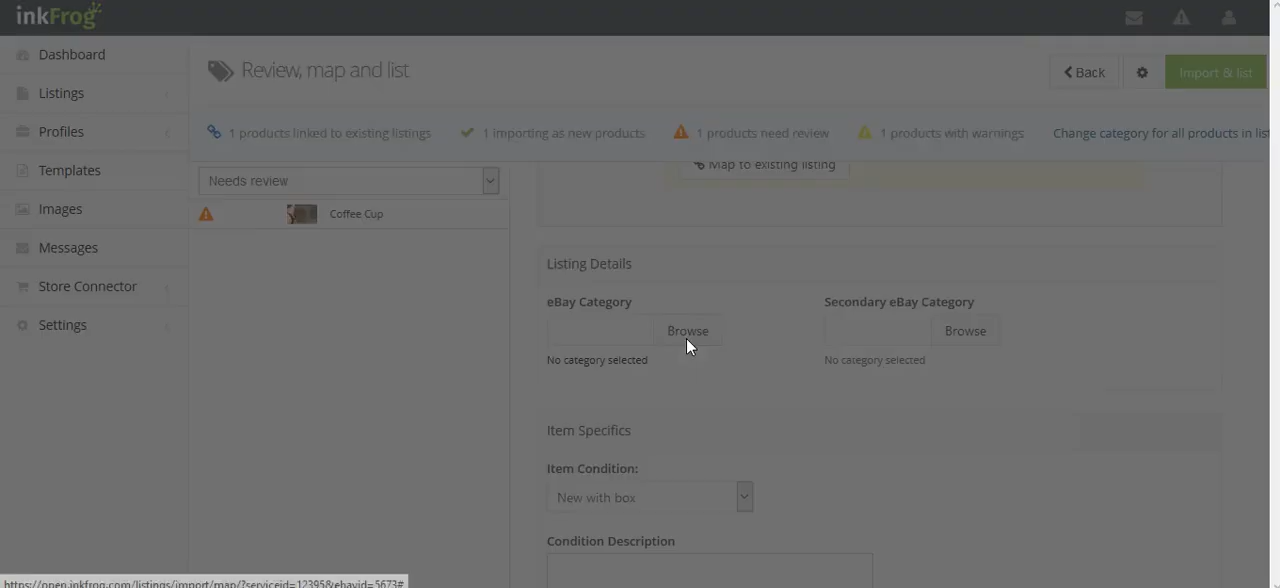 inkFrog
Dashboard
Listings
Profiles
Templates
Images
Messages
Store Connector
Settings
Review, map and list
Back
Import & list
1 products linked to existing listings
1 importing as new products
1 products need review
1 products with warnings
Change category for all products in list
Needs review
Coffee Cup
Map to existing listing
Listing Details
eBay Category
Secondary eBay Category
Browse
Browse
No category selected
No category selected
Item Specifics
Item Condition:
New with box
Condition Description
https://open.inkfrog.com/listings/import/map/?serviceid=12395&ebayid=5673#